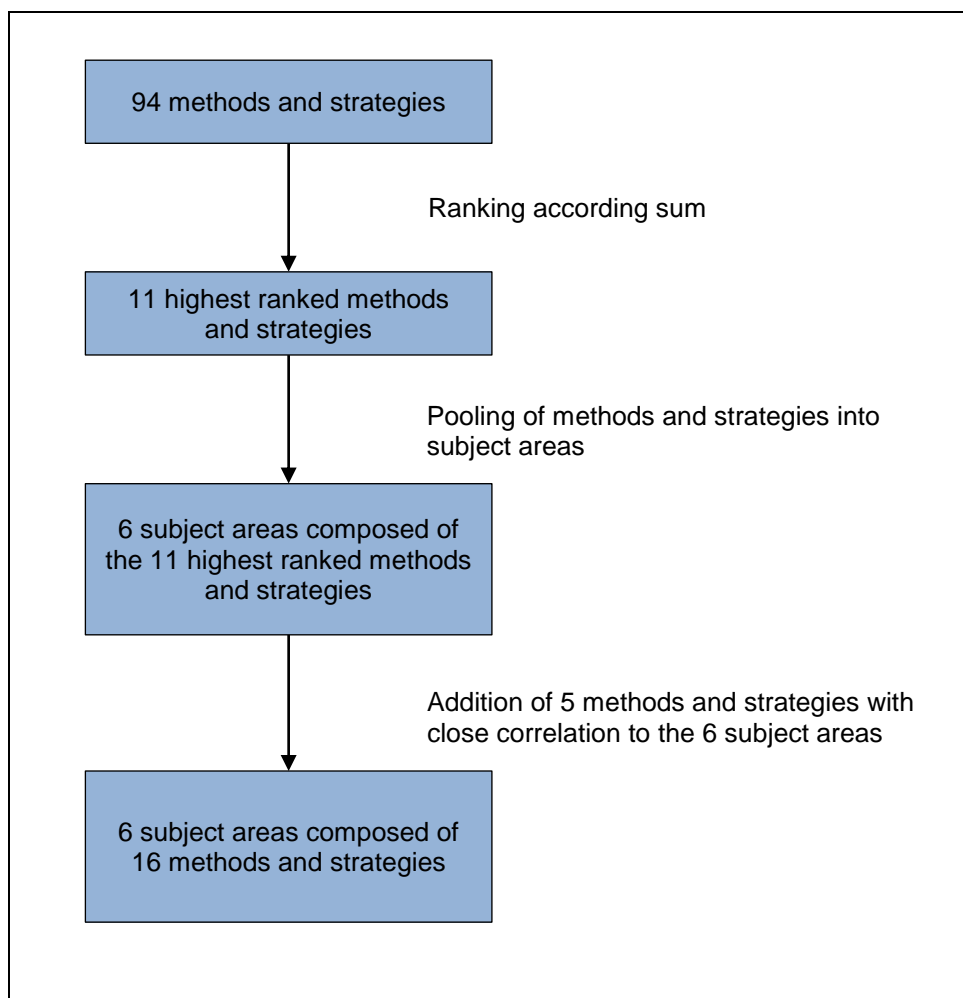 94 methods and strategies
Ranking according sum
11 highest ranked methods
and strategies
Pooling of methods and strategies into
subject areas
6 subject areas composed of
the 11 highest ranked methods
and strategies
Addition of 5 methods and strategies with
close correlation to the 6 subject areas
6 subject areas composed of
16 methods and strategies